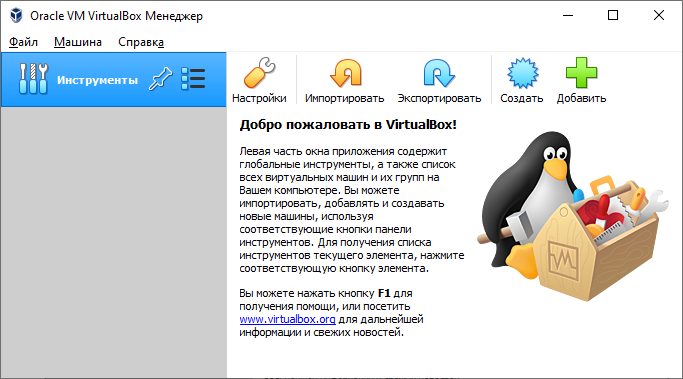 Oracle VM VirtualBox Менеджер
Файл Машина Справка
Инструменты
Настройки Импортировать Экспортировать Создать Добавить
Добро пожаловать в VirtualBox!
Левая часть окна приложения содержит
глобальные инструменты, а также список
всех виртуальных машин и их групп на
Вашем компьютере. Вы можете
импортировать, добавлять и создавать
новые машины, используя
соответствующие кнопки панели
инструментов. Для получения списка
инструментов текущего элемента, нажмите
соответствующую кнопку элемента.
Вы можете нажать кнопку F1 для
получения помощи, или посетить
www.virtualbox.org для дальнейшей
информации и свежих новостей.